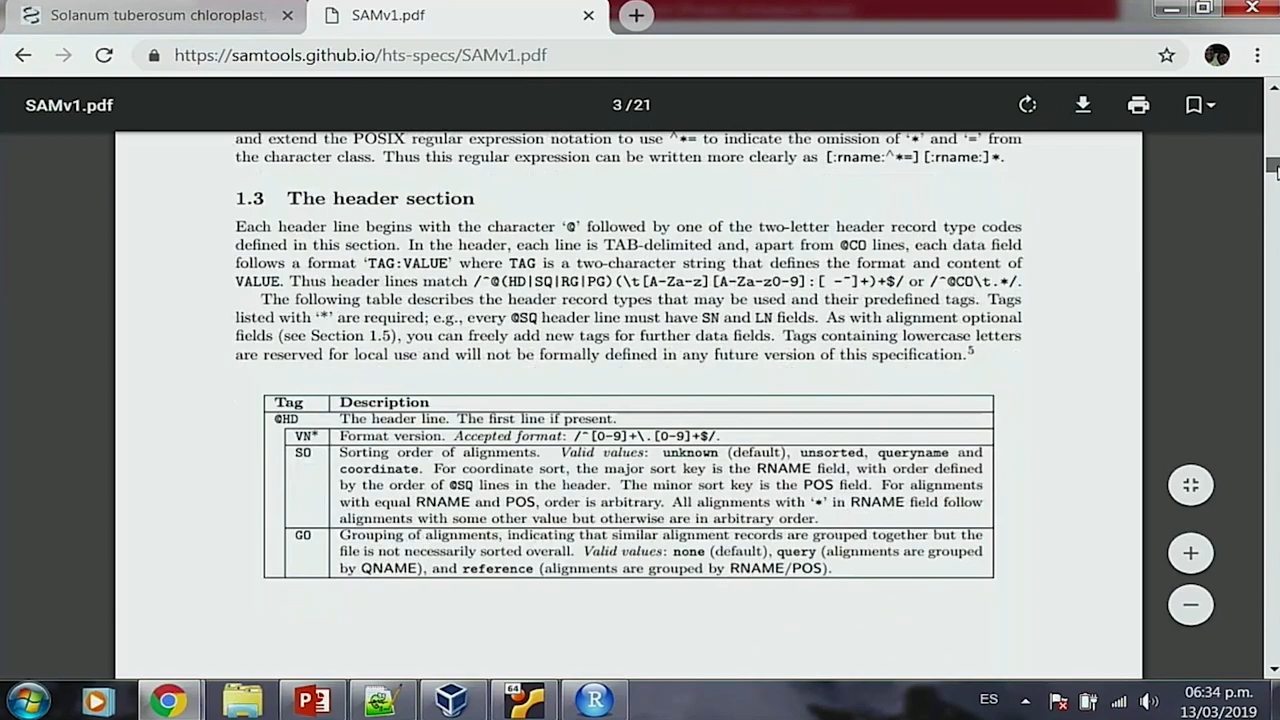 Solanum tuberosum chloroplast,
SAMv1.pdf
https://samtools.github.io/hts-specs/SAMv1.pdf
SAMv1.pdf
3 / 21
and extend the POSIX regular expression notation to use ^*= to indicate the omission of ‘*’ and ‘=’ from
the character class. Thus this regular expression can be written more clearly as [:rname:^*=][:rname:]*.
1.3 The header section
Each header line begins with the character ‘@’ followed by one of the two-letter header record type codes
defined in this section. In the header, each line is TAB-delimited and, apart from @CO lines, each data field
follows a format ‘TAG:VALUE’ where TAG is a two-character string that defines the format and content of
VALUE. Thus header lines match /^@(HD|SQ|RG|PG)(\t[A-Za-z][A-Za-z0-9]:[ -~]+)+$/ or /^@CO\t.*/.
The following table describes the header record types that may be used and their predefined tags. Tags
listed with ‘*’ are required; e.g., every @SQ header line must have SN and LN fields. As with alignment optional
fields (see Section 1.5), you can freely add new tags for further data fields. Tags containing lowercase letters
are reserved for local use and will not be formally defined in any future version of this specification.5
Tag Description
@HD The header line. The first line if present.
VN* Format version. Accepted format: /^[0-9]+\.[0-9]+$/.
SO Sorting order of alignments. Valid values: unknown (default), unsorted, queryname and
coordinate. For coordinate sort, the major sort key is the RNAME field, with order defined
by the order of @SQ lines in the header. The minor sort key is the POS field. For alignments
with equal RNAME and POS, order is arbitrary. All alignments with ‘*’ in RNAME field follow
alignments with some other value but otherwise are in arbitrary order.
GO Grouping of alignments, indicating that similar alignment records are grouped together but the
file is not necessarily sorted overall. Valid values: none (default), query (alignments are grouped
by QNAME), and reference (alignments are grouped by RNAME/POS).
64
R
ES
06:34 p.m.
13/03/2019